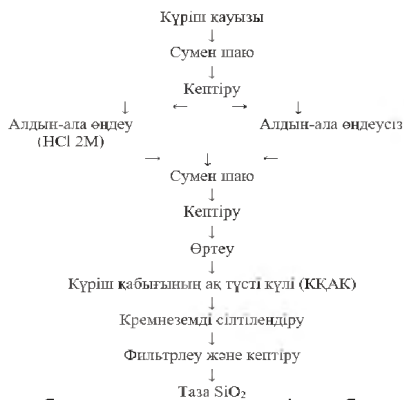 Күріш қауызы
↓
Сумен шаю
↓
Кептіру
↓ ← → ↓
Алдын-ала өңдеу Алдын-ала өңдеусіз
(HCl 2M)
→ ↓ ←
Сумен шаю
↓
Кептіру
↓
Өртеу
↓
Күріш қабығының ақ түсті күлі (КҚАК)
↓
Кремнеземді сілтілендіру
↓
Фильтрлеу және кептіру
↓
Таза SiO₂